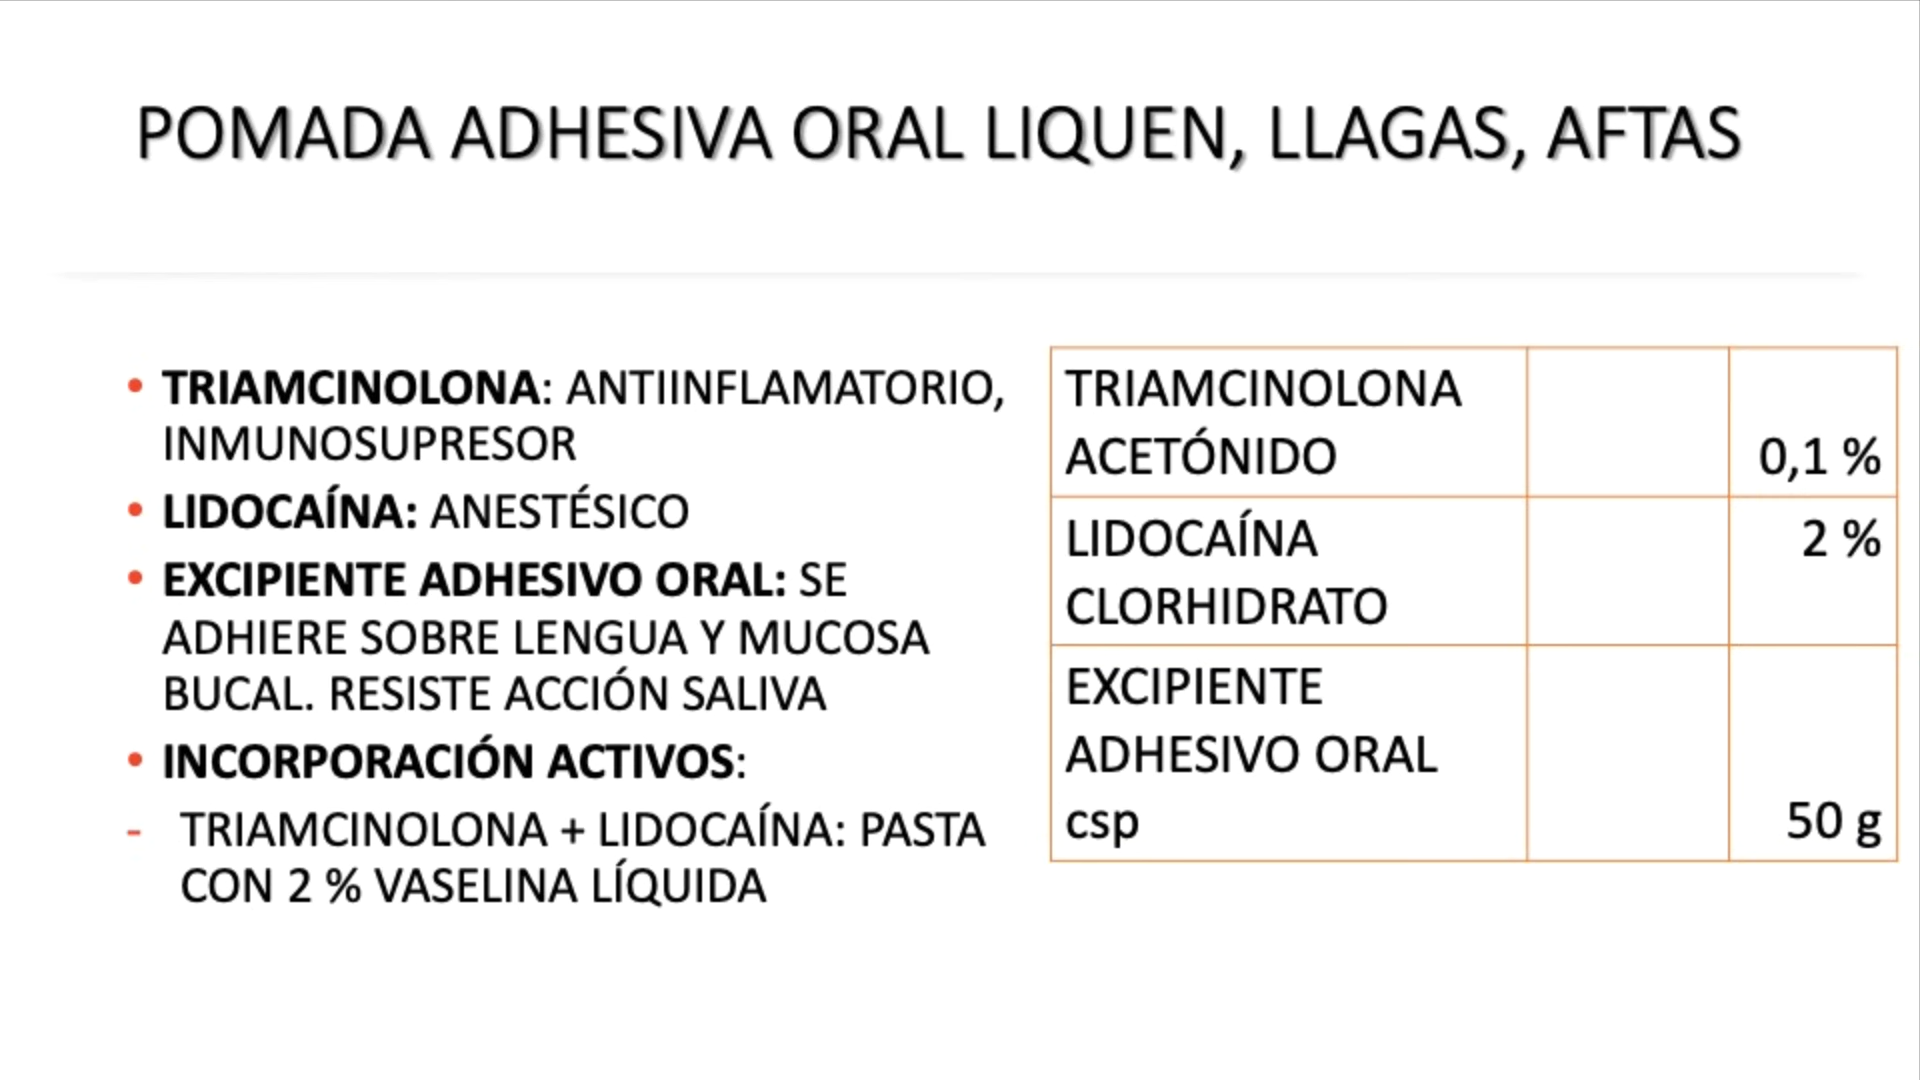 POMADA ADHESIVA ORAL LIQUEN, LLAGAS, AFTAS
• TRIAMCINOLONA: ANTIINFLAMATORIO,
INMUNOSUPRESOR
• LIDOCAÍNA: ANESTÉSICO
• EXCIPIENTE ADHESIVO ORAL: SE
ADHIERE SOBRE LENGUA Y MUCOSA
BUCAL. RESISTE ACCIÓN SALIVA
• INCORPORACIÓN ACTIVOS:
- TRIAMCINOLONA + LIDOCAÍNA: PASTA
CON 2 % VASELINA LÍQUIDA
TRIAMCINOLONA
ACETÓNIDO 0,1 %
LIDOCAÍNA 2 %
CLORHIDRATO
EXCIPIENTE
ADHESIVO ORAL
csp 50 g